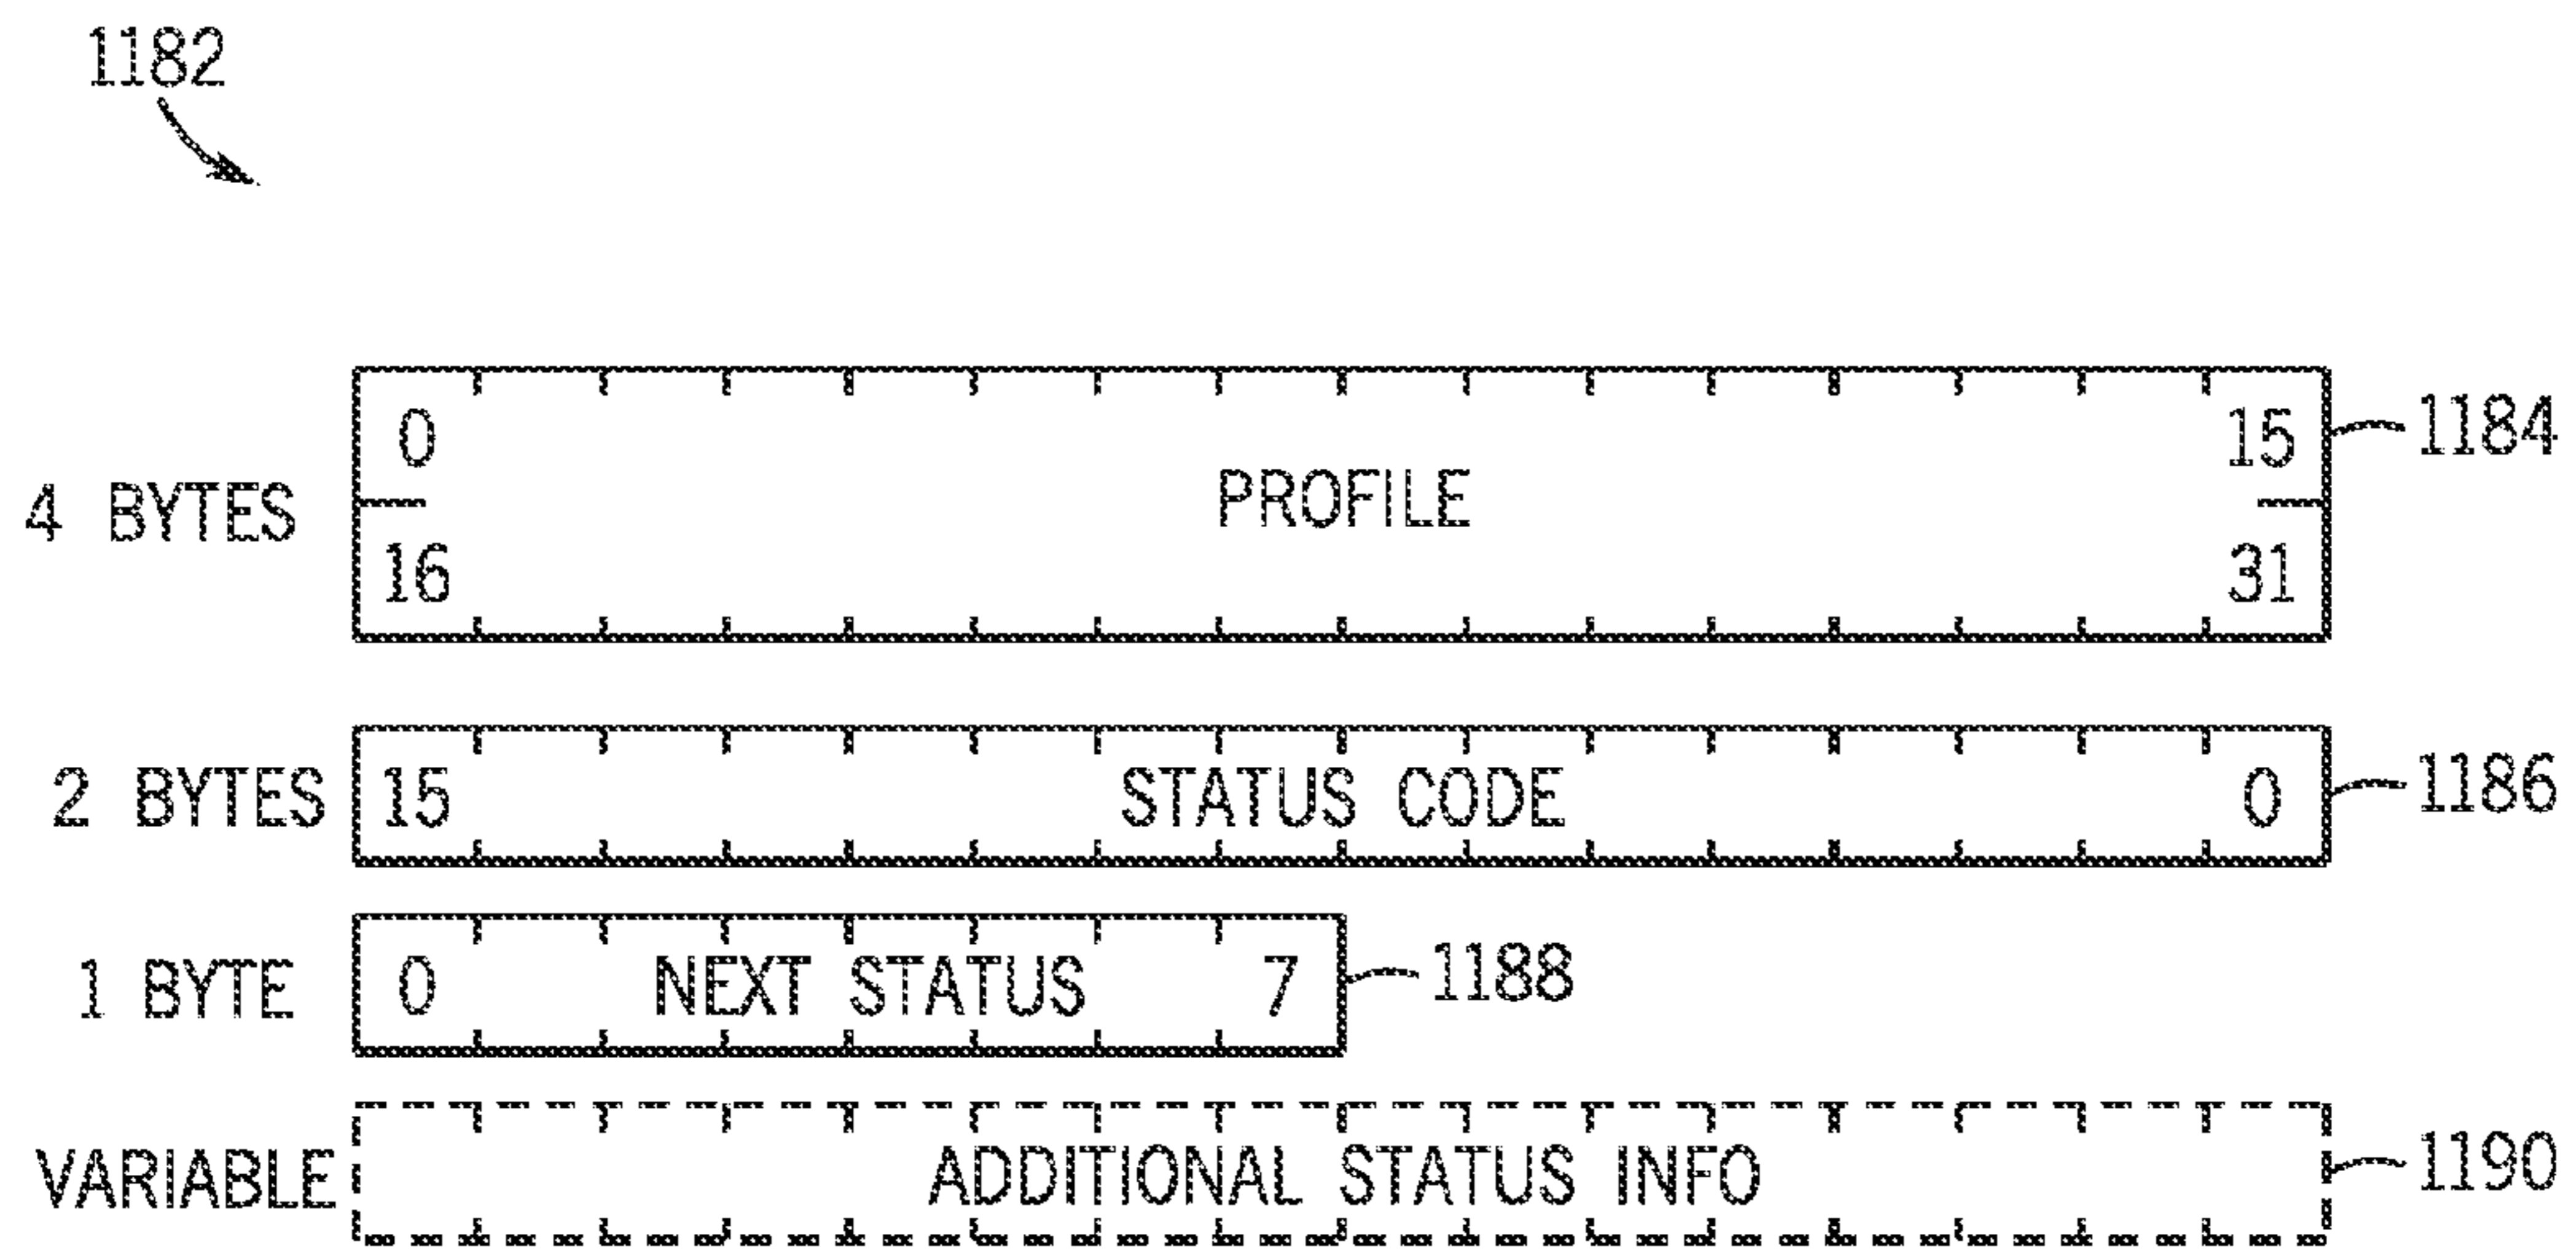 1182
0 15 1184
4 BYTES PROFILE
16 31
2 BYTES 15 STATUS CODE 0 1186
1 BYTE 0 NEXT STATUS 7 1188
VARIABLE ADDITIONAL STATUS INFO 1190